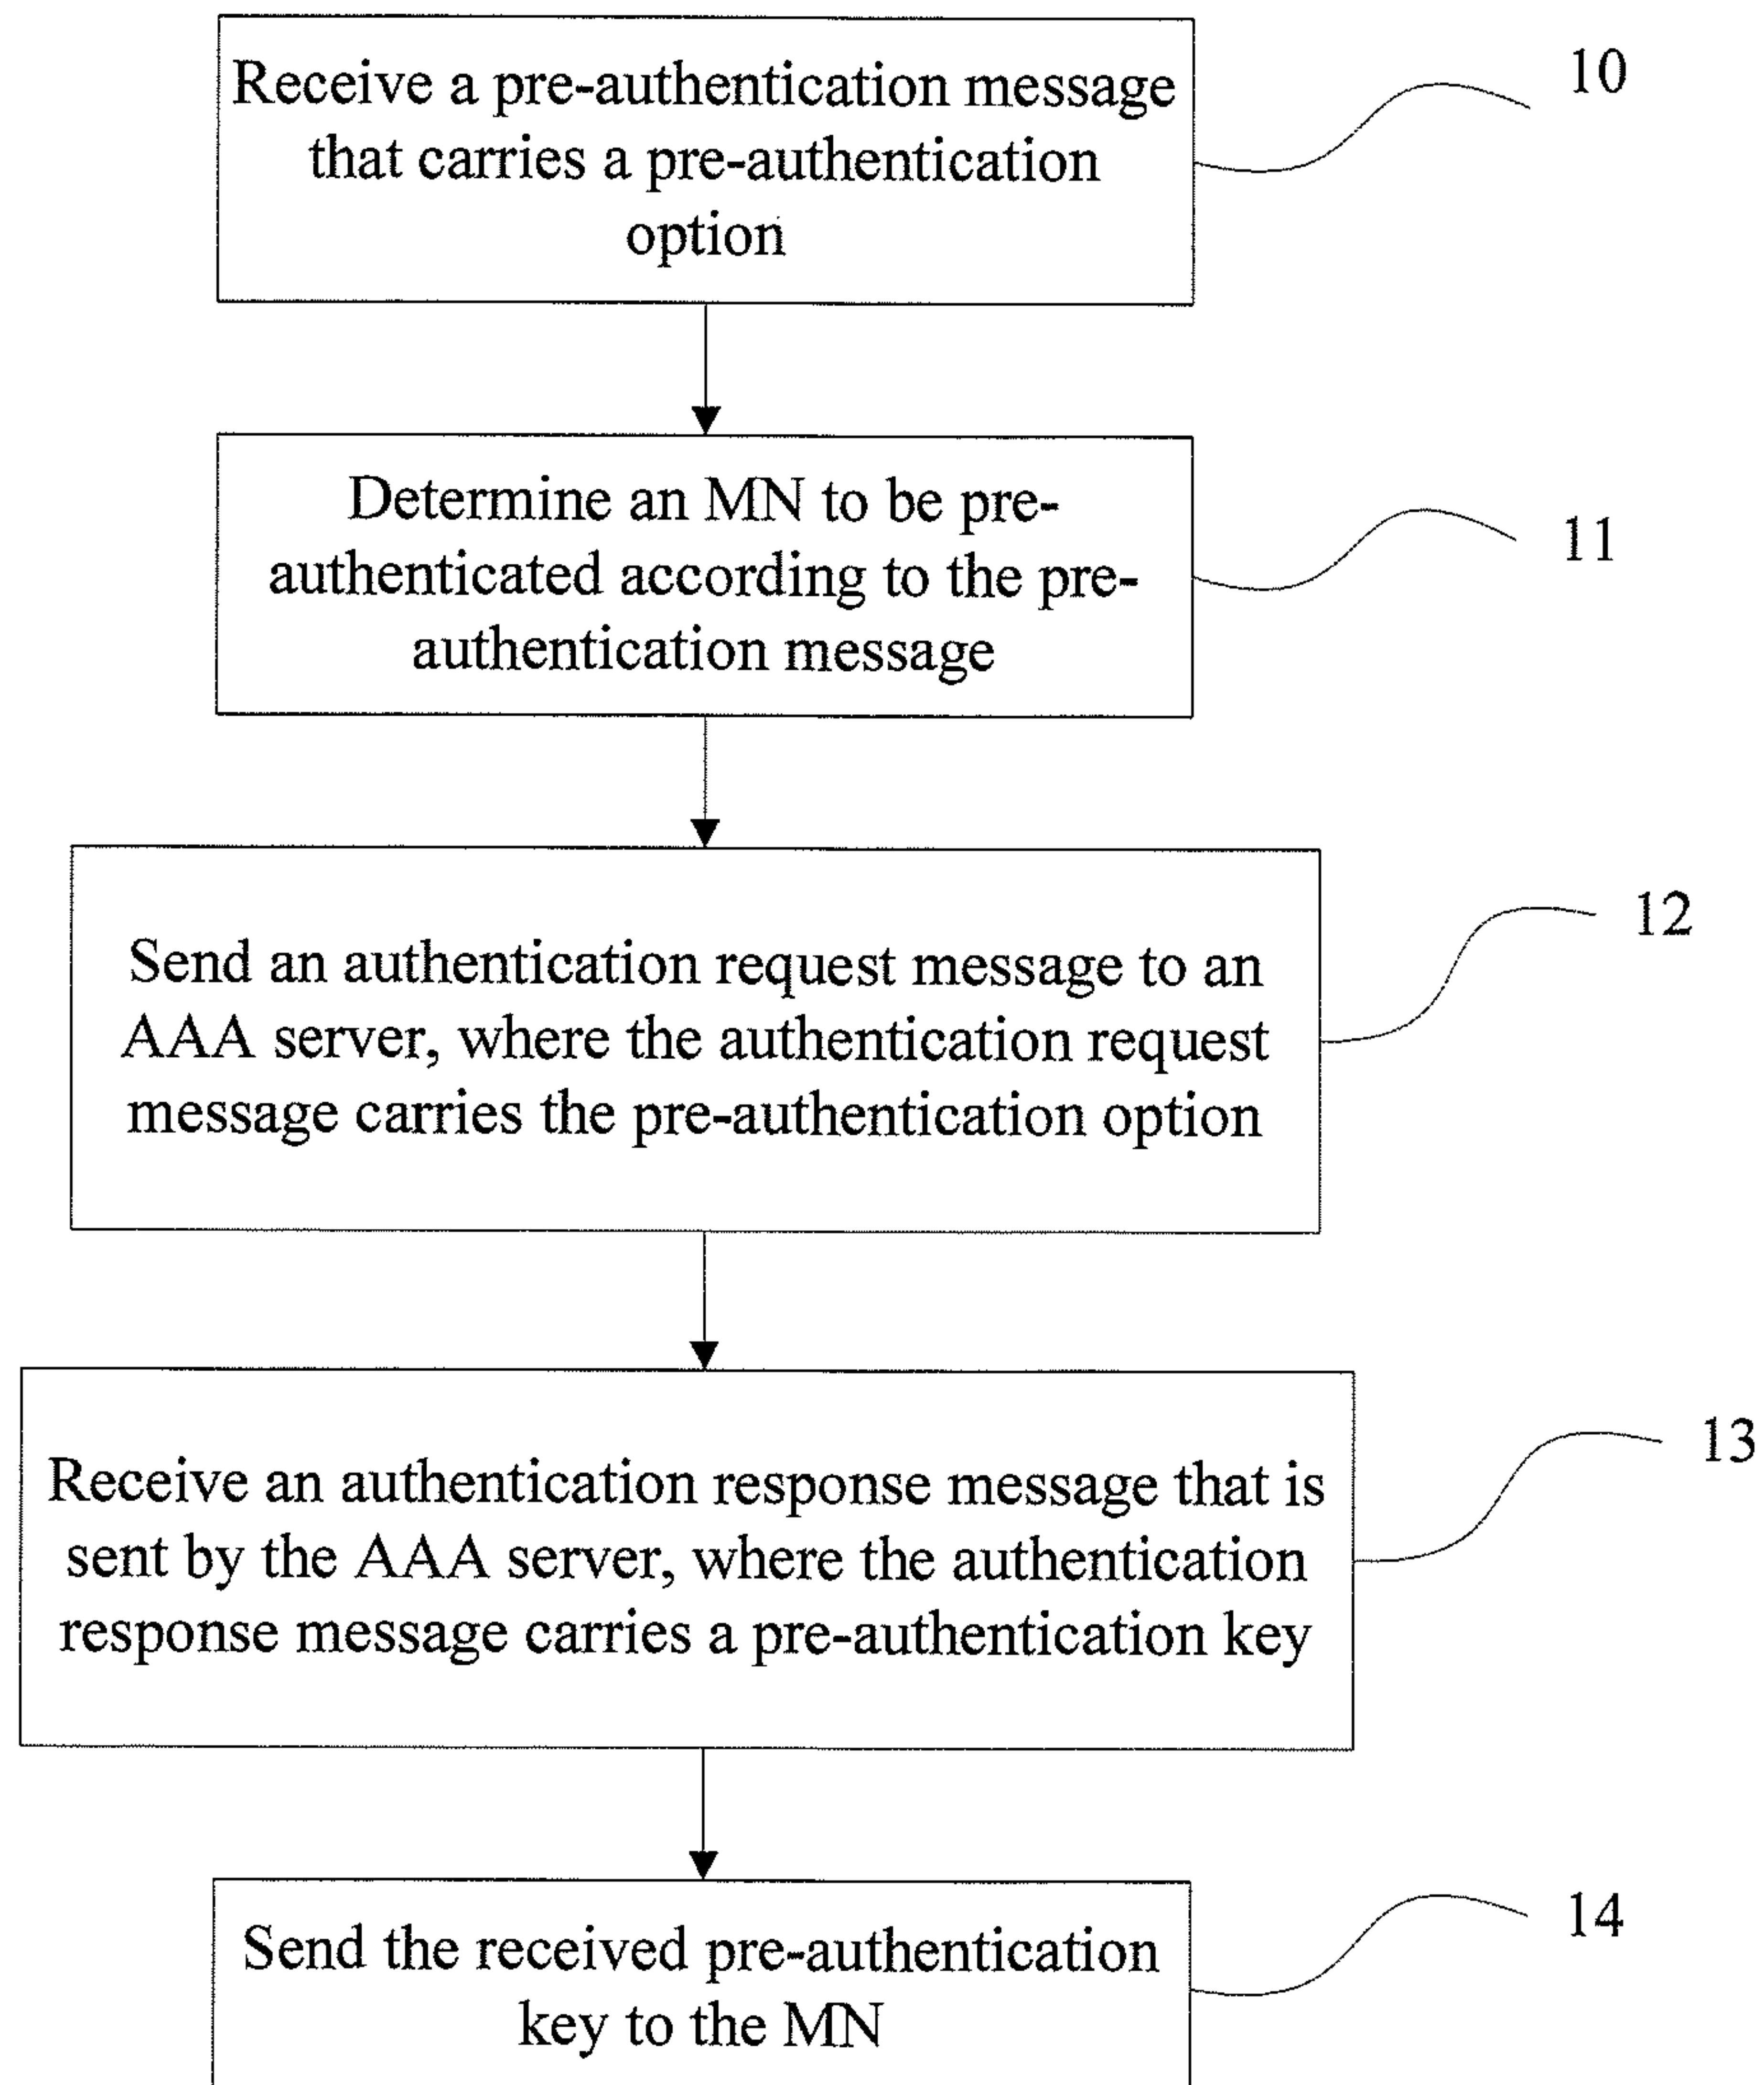 Receive a pre-authentication message
that carries a pre-authentication
option
10
Determine an MN to be pre-
authenticated according to the pre-
authentication message
11
Send an authentication request message to an
AAA server, where the authentication request
message carries the pre-authentication option
12
Receive an authentication response message that is
sent by the AAA server, where the authentication
response message carries a pre-authentication key
13
Send the received pre-authentication
key to the MN
14